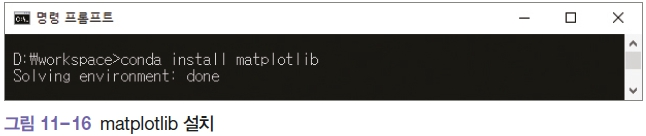 명령 프롬프트
D:₩workspace>conda install matplotlib
Solving environment: done
그림 11-16 matplotlib 설치